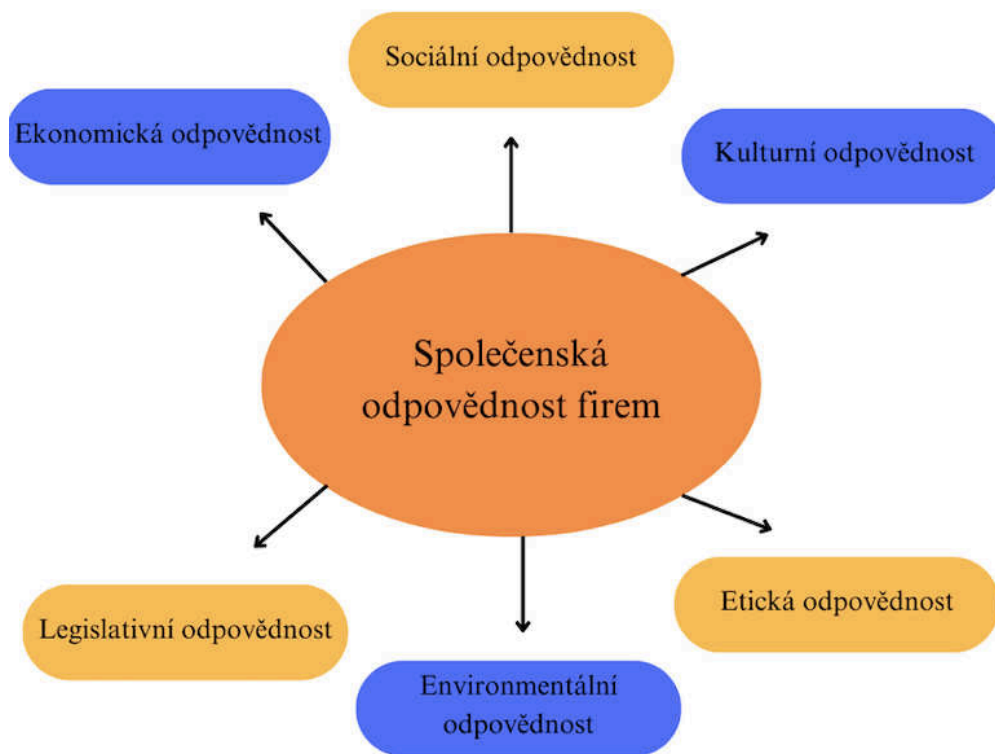 Sociální odpovědnost
Ekonomická odpovědnost
Kulturní odpovědnost
Společenská
odpovědnost firem
Legislativní odpovědnost
Etická odpovědnost
Environmentální
odpovědnost